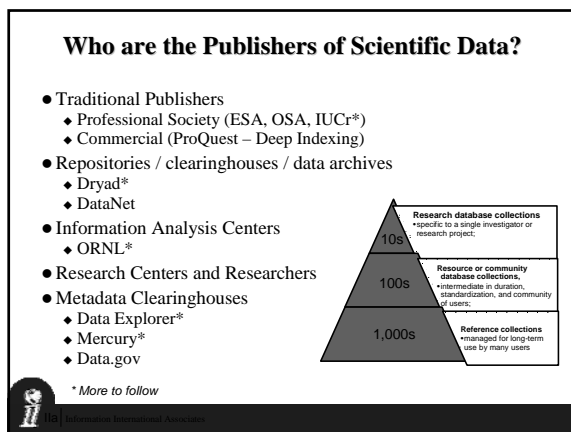 Who are the Publishers of Scientific Data?
● Traditional Publishers
◆ Professional Society (ESA, OSA, IUCr*)
◆ Commercial (ProQuest – Deep Indexing)
● Repositories / clearinghouses / data archives
◆ Dryad*
◆ DataNet
● Information Analysis Centers
◆ ORNL*
● Research Centers and Researchers
● Metadata Clearinghouses
◆ Data Explorer*
◆ Mercury*
◆ Data.gov
* More to follow
10s
Research database collections
•specific to a single investigator or
research project;
100s
Resource or community
database collections,
•intermediate in duration,
standardization, and community
of users;
1,000s
Reference collections
•managed for long-term
use by many users
IIa | Information International Associates